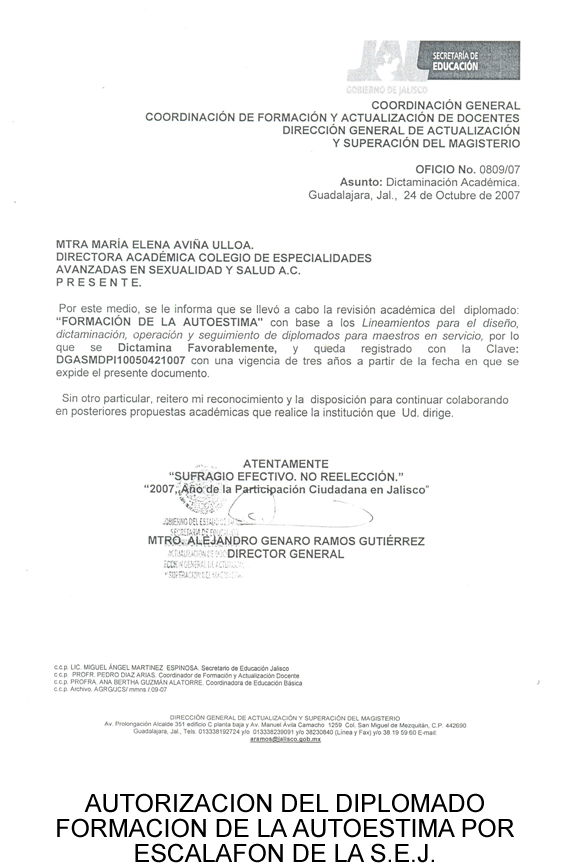 JAL
SECRETARÍA DE
EDUCACIÓN
GOBIERNO DE JALISCO
COORDINACIÓN GENERAL
COORDINACIÓN DE FORMACIÓN Y ACTUALIZACIÓN DE DOCENTES
DIRECCIÓN GENERAL DE ACTUALIZACIÓN
Y SUPERACIÓN DEL MAGISTERIO
OFICIO No. 0809/07
Asunto: Dictaminación Académica.
Guadalajara, Jal., 24 de Octubre de 2007
MTRA MARÍA ELENA AVIÑA ULLOA.
DIRECTORA ACADÉMICA COLEGIO DE ESPECIALIDADES
AVANZADAS EN SEXUALIDAD Y SALUD A.C.
P R E S E N T E.
Por este medio, se le informa que se llevó a cabo la revisión académica del diplomado:
“FORMACIÓN DE LA AUTOESTIMA” con base a los Lineamientos para el diseño,
dictaminación, operación y seguimiento de diplomados para maestros en servicio, por lo
que se Dictamina Favorablemente, y queda registrado con la Clave:
DGASMDPI10050421007 con una vigencia de tres años a partir de la fecha en que se
expide el presente documento.
Sin otro particular, reitero mi reconocimiento y la disposición para continuar colaborando
en posteriores propuestas académicas que realice la institución que Ud. dirige.
ATENTAMENTE
“SUFRAGIO EFECTIVO. NO REELECCIÓN.”
“2007, Año de la Participación Ciudadana en Jalisco”
GOBIERNO DEL ESTADO DE
SECRETARIA DE
MTRO. ALEJANDRO GENARO RAMOS GUTIÉRREZ
DIRECTOR GENERAL
c.c.p. LIC. MIGUEL ÁNGEL MARTINEZ ESPINOSA. Secretario de Educación Jalisco
c.c.p. PROFR. PEDRO DIAZ ARIAS. Coordinador de Formación y Actualización Docente
c.c.p. PROFRA. ANA BERTHA GUZMÁN ALATORRE. Coordinadora de Educación Básica
c.c.p. Archivo. AGRG/JCS/ mmns / 09-07
DIRECCIÓN GENERAL DE ACTUALIZACIÓN Y SUPERACIÓN DEL MAGISTERIO
Av. Prolongación Alcalde 351 edificio C planta baja y Av. Manuel Ávila Camacho 1259 Col. San Miguel de Mezquitán, C.P. 442690
Guadalajara, Jal., Tels. 013338192724 y/o 013338239091 y/o 38230840 (Línea y Fax) y/o 38 19 59 60 E-mail:
aramos@jalisco.gob.mx
AUTORIZACION DEL DIPLOMADO
FORMACION DE LA AUTOESTIMA POR
ESCALAFON DE LA S.E.J.